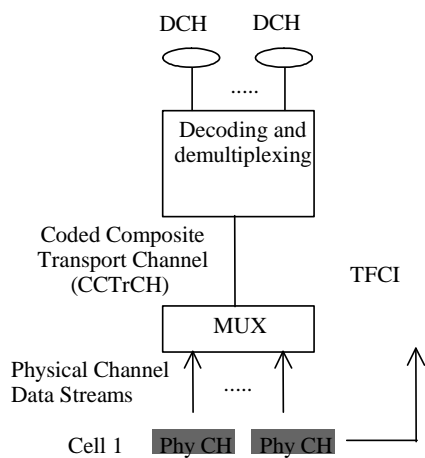 DCH DCH
.....
Decoding and
demultiplexing
Coded Composite
Transport Channel
(CCTrCH)
TFCI
MUX
Physical Channel
Data Streams
.....
Cell 1 Phy CH Phy CH